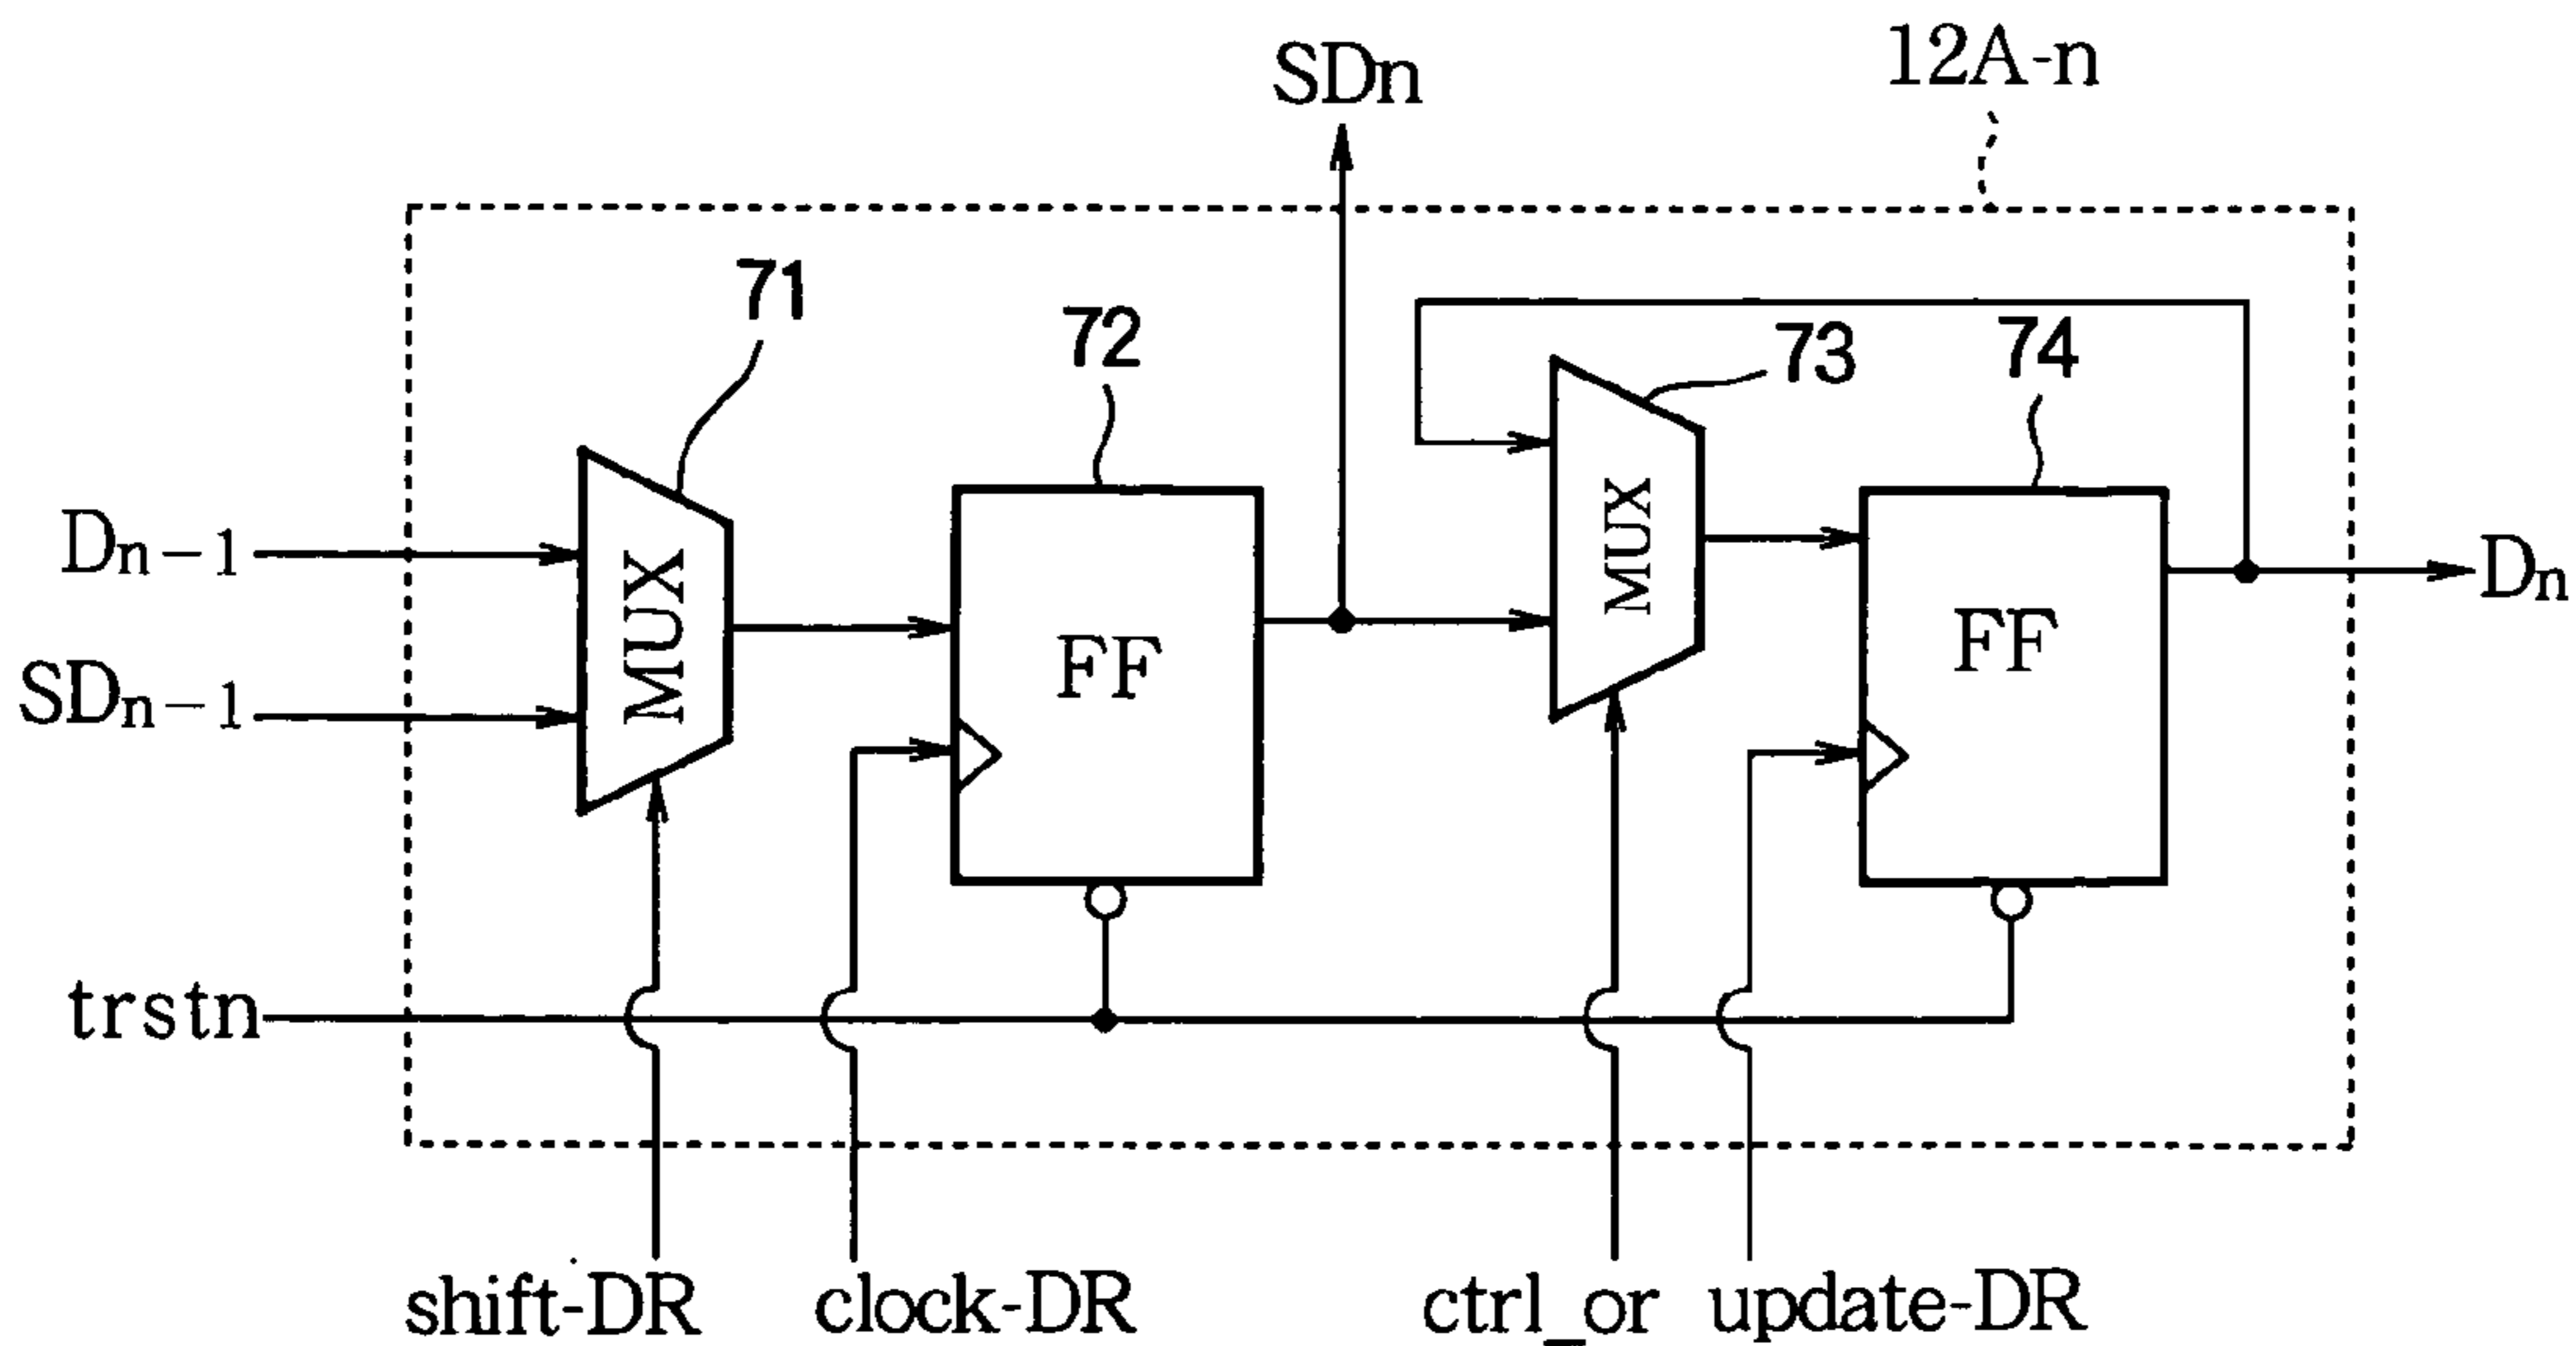 12A-n
SDn
71
72
73
74
Dn-1
SDn-1
MUX
FF
MUX
FF
Dn
trstn
shift-DR
clock-DR
ctrl_or
update-DR